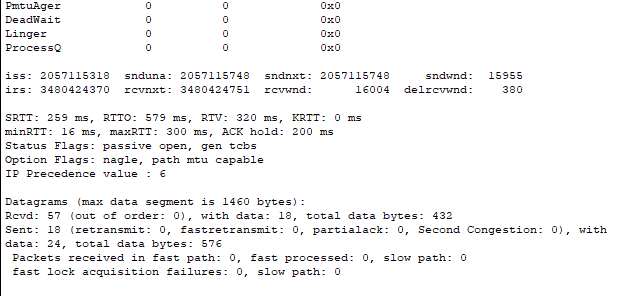 PmtuAger 0 0 0x0
DeadWait 0 0 0x0
Linger 0 0 0x0
ProcessQ 0 0 0x0
iss: 2057115318 snduna: 2057115748 sndnxt: 2057115748 sndwnd: 15955
irs: 3480424370 rcvnxt: 3480424751 rcvwnd: 16004 delrcvwnd: 380
SRTT: 259 ms, RTTO: 579 ms, RTV: 320 ms, KRTT: 0 ms
minRTT: 16 ms, maxRTT: 300 ms, ACK hold: 200 ms
Status Flags: passive open, gen tcbs
Option Flags: nagle, path mtu capable
IP Precedence value : 6
Datagrams (max data segment is 1460 bytes):
Rcvd: 57 (out of order: 0), with data: 18, total data bytes: 432
Sent: 18 (retransmit: 0, fastretransmit: 0, partialack: 0, Second Congestion: 0), with
data: 24, total data bytes: 576
Packets received in fast path: 0, fast processed: 0, slow path: 0
fast lock acquisition failures: 0, slow path: 0